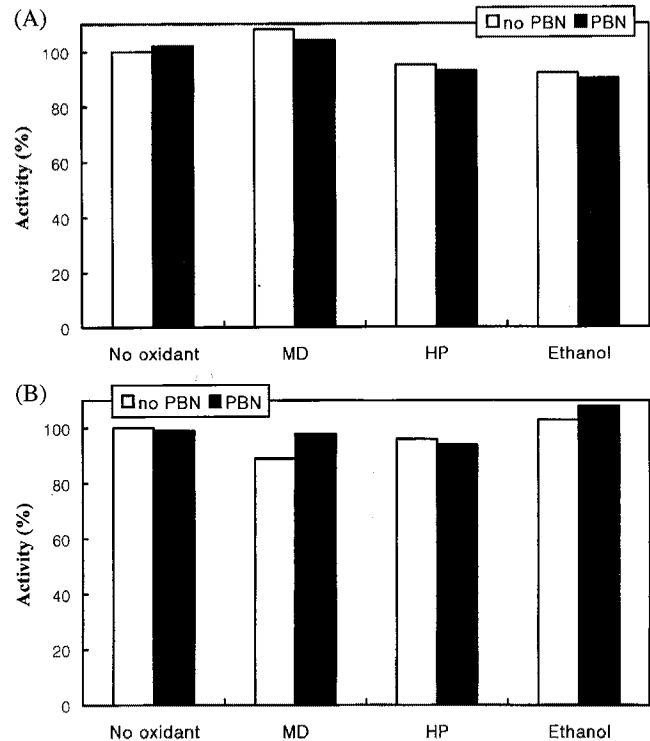 (A)
no PBN PBN
100
80
60
40
20
0
Activity (%)
No oxidant MD HP Ethanol
(B)
no PBN PBN
100
80
60
40
20
0
Activity (%)
No oxidant MD HP Ethanol